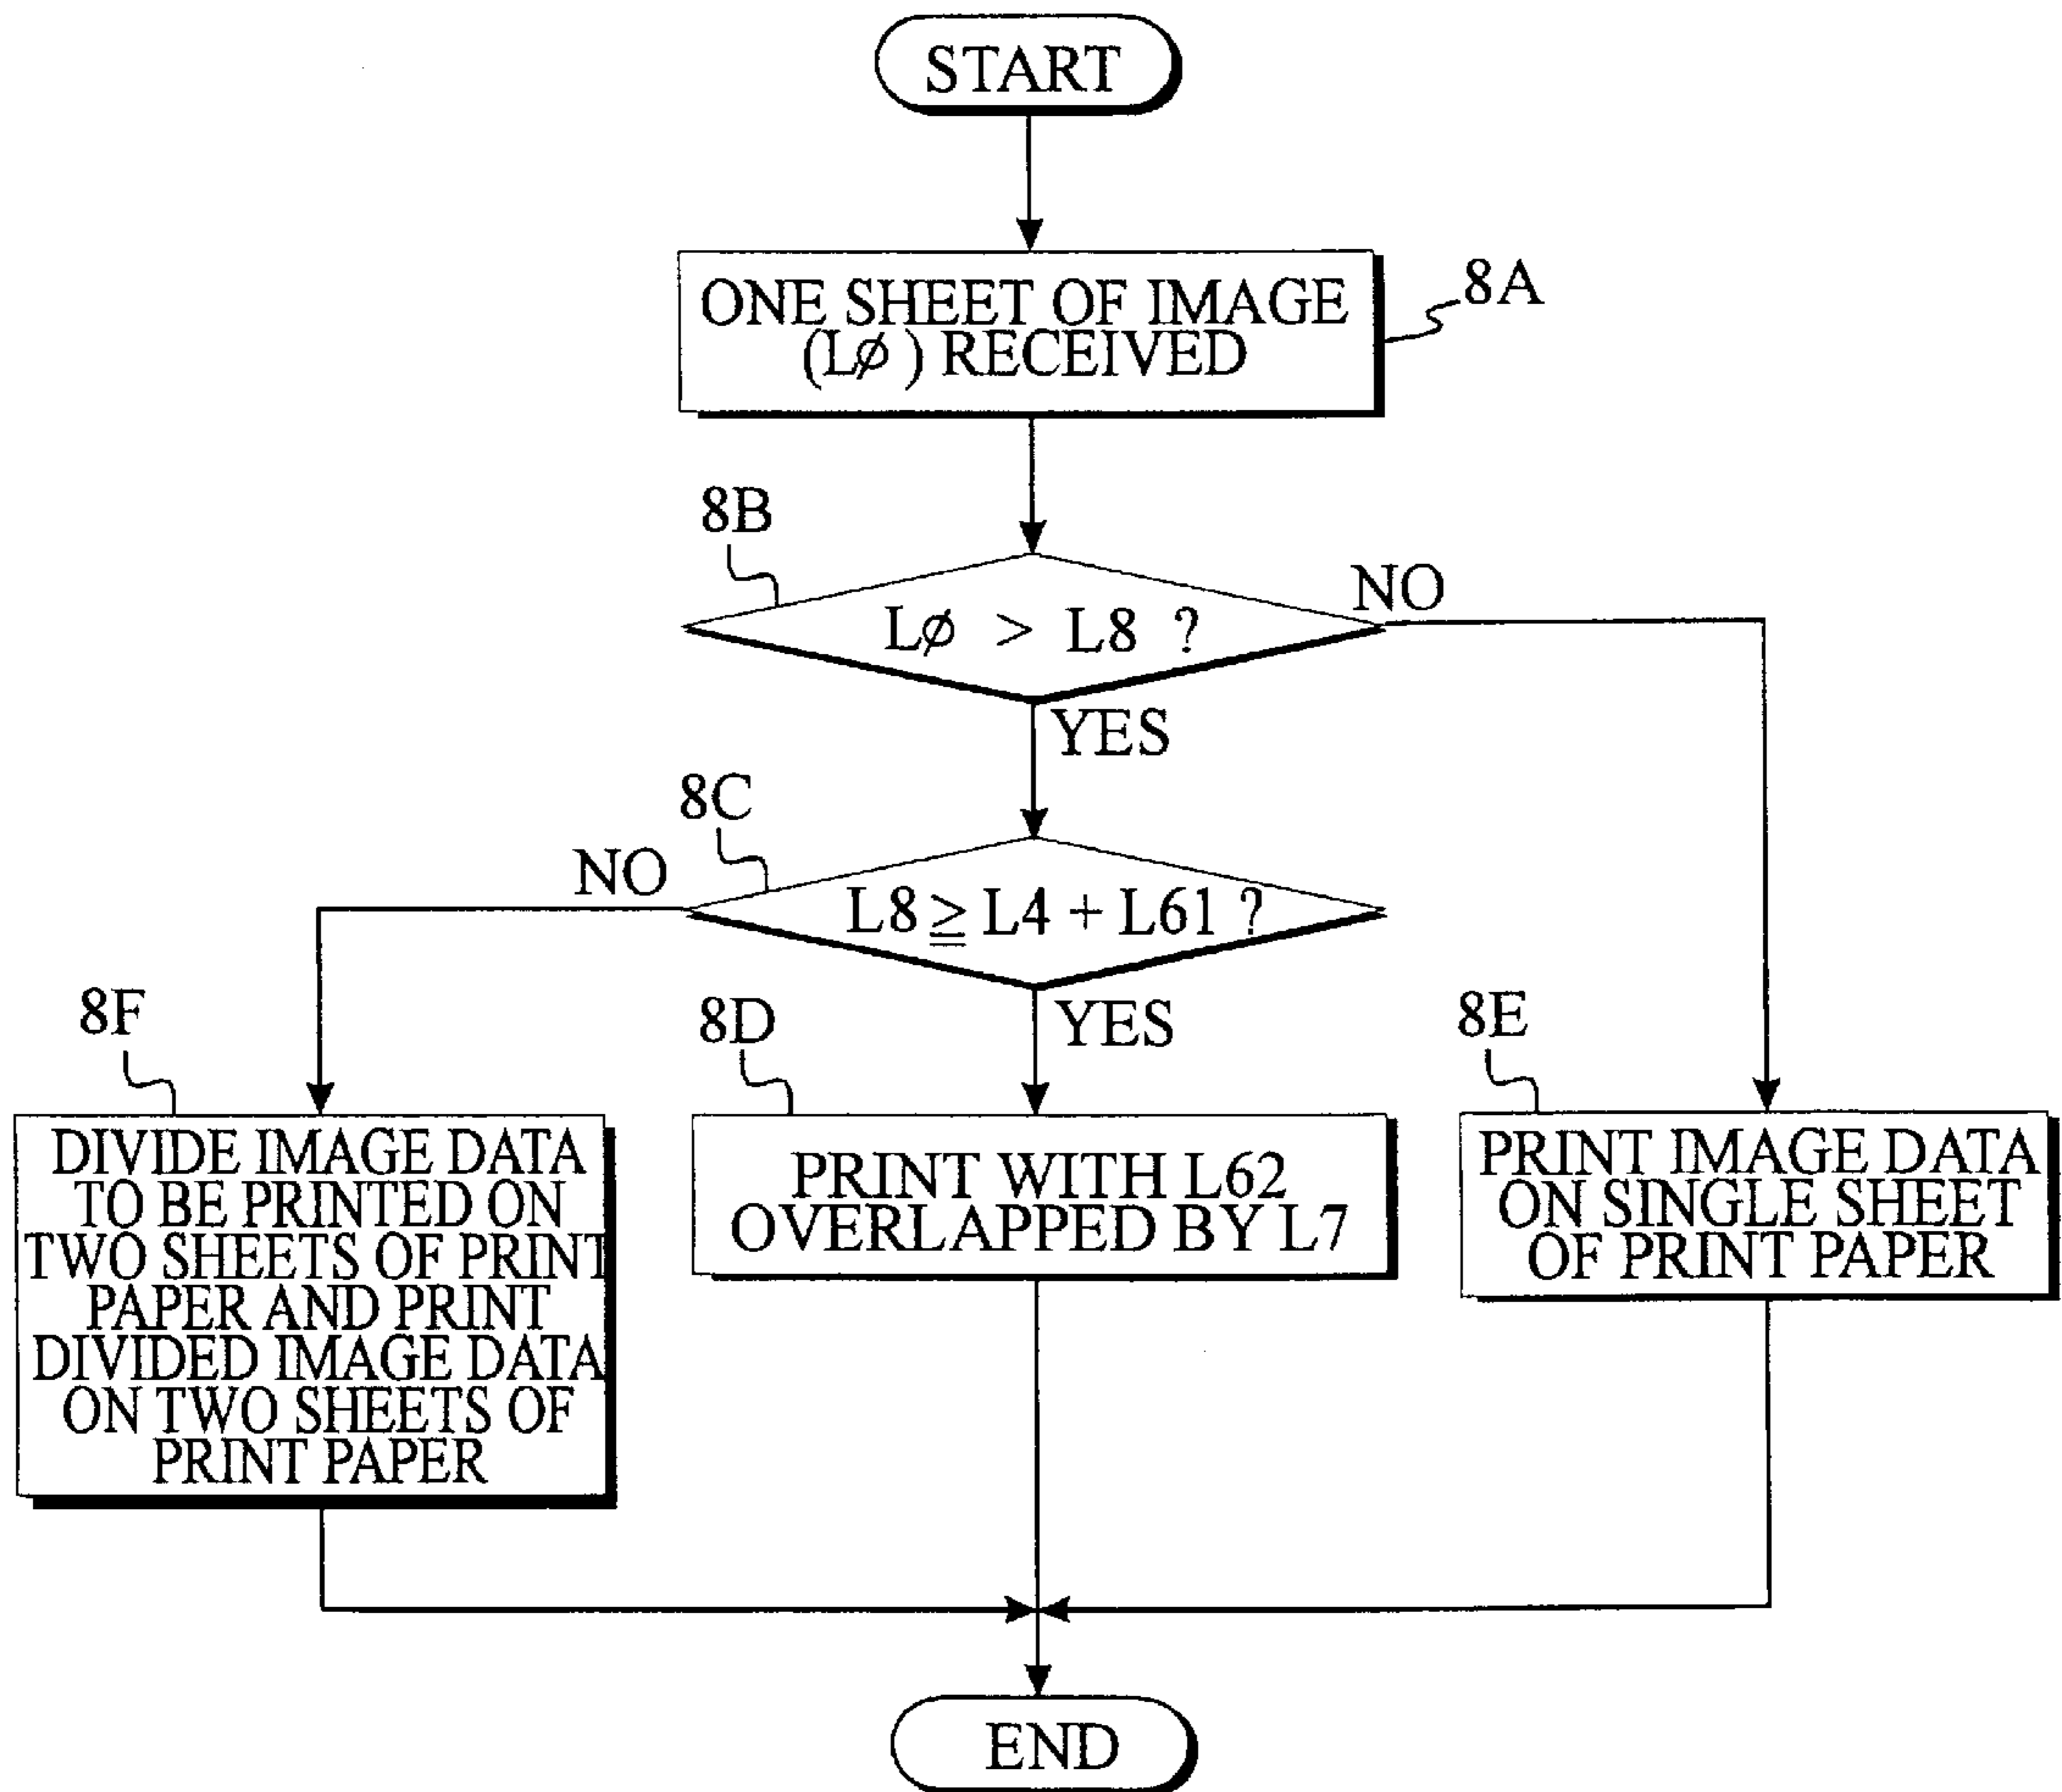 START
ONE SHEET OF IMAGE
(Lø) RECEIVED
8A
8B
Lø > L8 ?
NO
YES
8C
L8 ≧ L4 + L61 ?
NO
YES
8F
DIVIDE IMAGE DATA
TO BE PRINTED ON
TWO SHEETS OF PRINT
PAPER AND PRINT
DIVIDED IMAGE DATA
ON TWO SHEETS OF
PRINT PAPER
8D
PRINT WITH L62
OVERLAPPED BY L7
8E
PRINT IMAGE DATA
ON SINGLE SHEET
OF PRINT PAPER
END